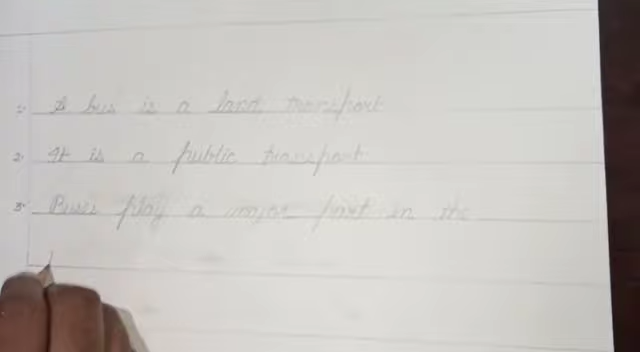 1. A bus is a land transport
2. It is a public transport
3. Buses play a major part in the